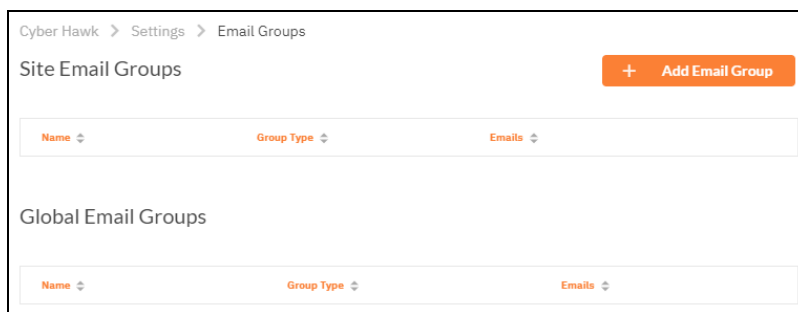 Cyber Hawk > Settings > Email Groups
Site Email Groups
+ Add Email Group
Name Group Type Emails
Global Email Groups
Name Group Type Emails